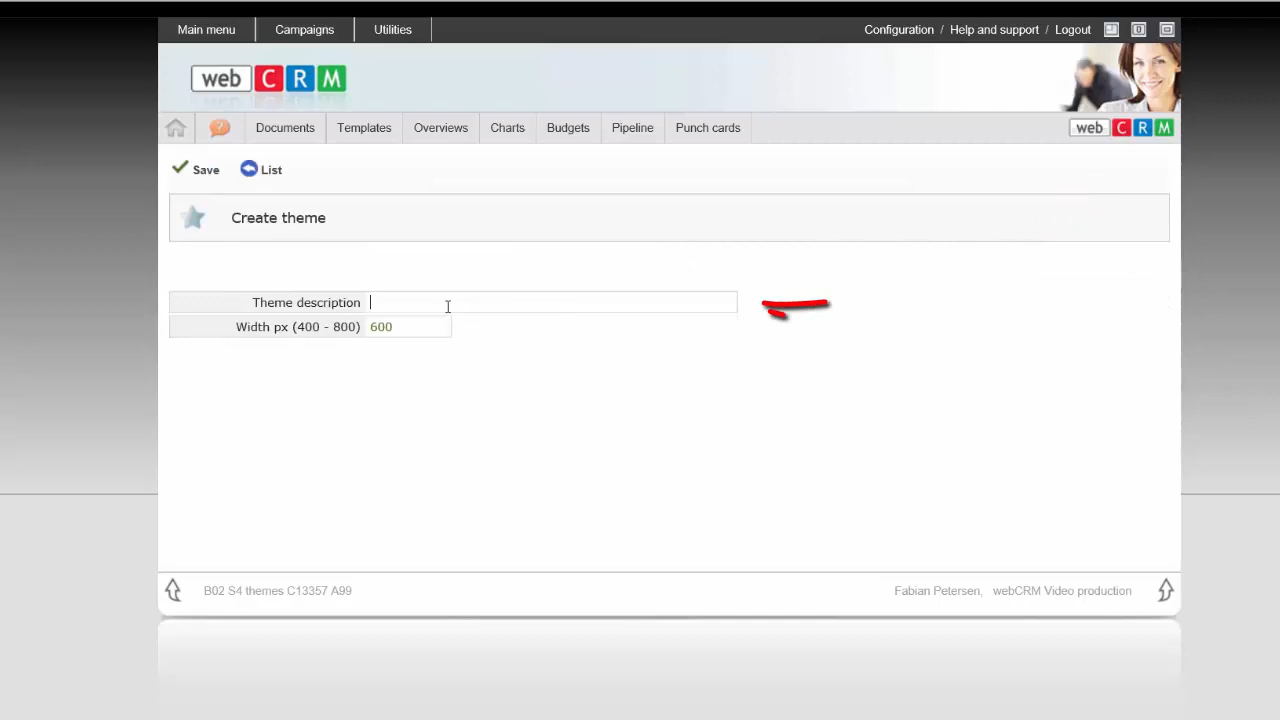 Main menu Campaigns Utilities Configuration / Help and support / Logout
web C R M
Documents Templates Charts Budgets Pipeline Punch cards web C R M
Save List
Create theme
Theme description
Width px (400 - 800) 600
B02 S4 themes C13357 A99 Fabian Petersen, webCRM Video production